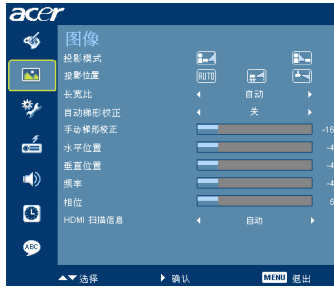 acer
图像
投影模式
投影位置 AUTO
长宽比 自动
自动梯形校正 关
手动梯形校正 -16
水平位置 -4
垂直位置 -4
频率 -4
相位 5
HDMI 扫描信息 自动
ABC
▲▼选择 ▶ 确认 MENU 退出